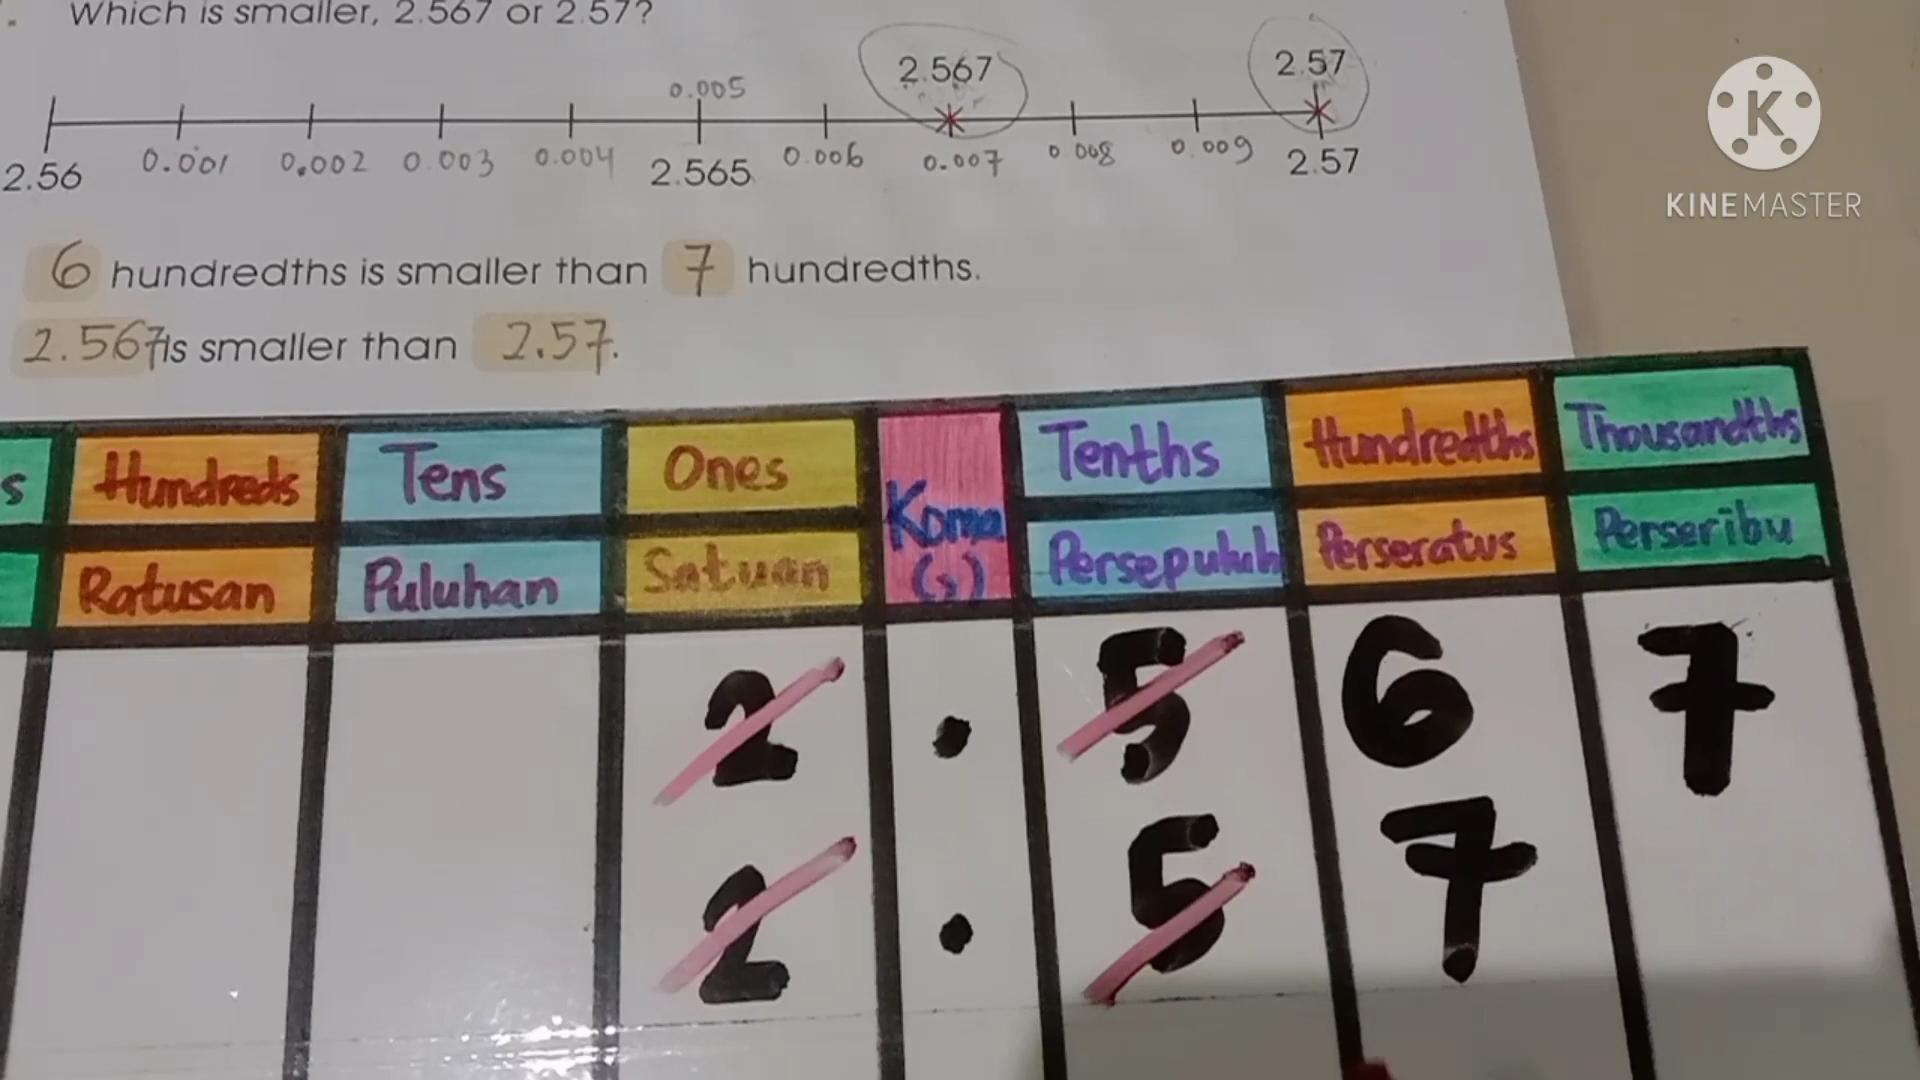 Which is smaller, 2.567 or 2.57?
2.567 2.57
0.005
2.56 0.001 0.002 0.003 0.004 2.565 0.006 0.007 0.008 0.009 2.57
6 hundredths is smaller than 7 hundredths.
2.567 is smaller than 2.57.
s Hundreds Tens Ones Koma (,) Tenths Hundredths Thousandths
Ratusan Puluhan Satuan Persepuluh Perseratus Perseribu
2 . 5 6 7
2 . 5 7
K
KINEMASTER